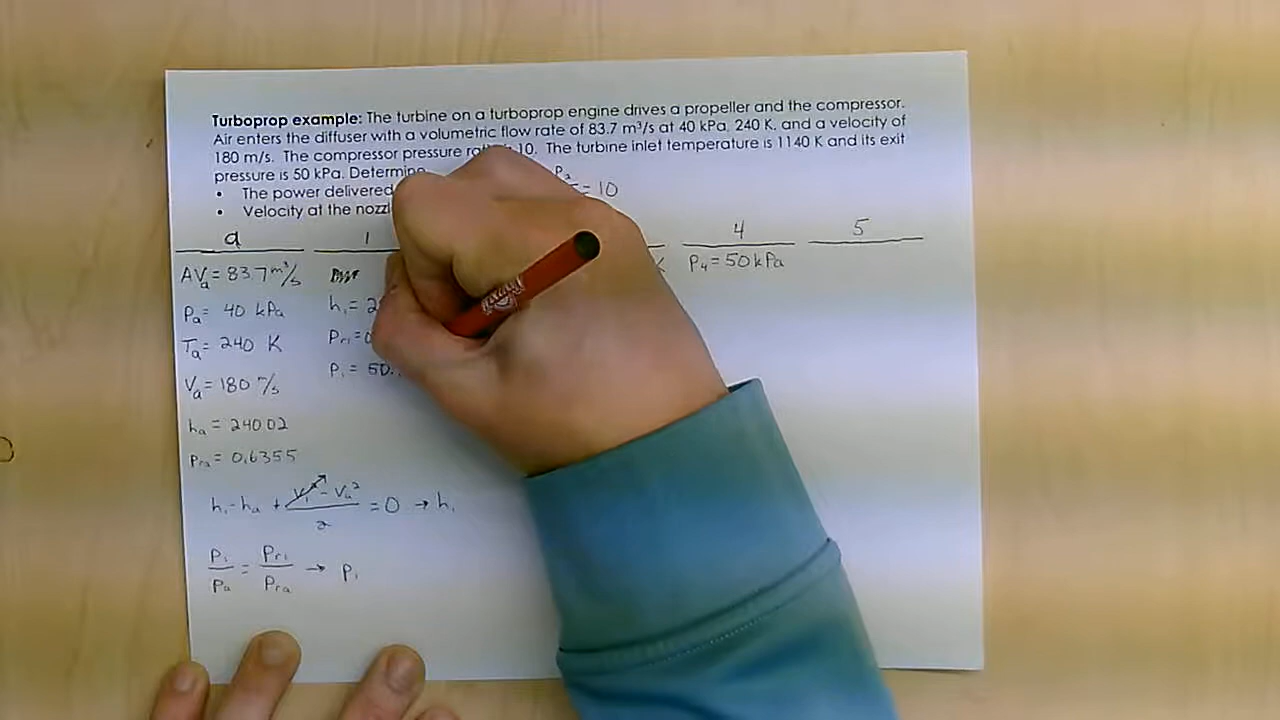 Turboprop example: The turbine on a turboprop engine drives a propeller and the compressor.
Air enters the diffuser with a volumetric flow rate of 83.7 m³/s at 40 kPa, 240 K, and a velocity of
180 m/s. The compressor pressure 10. The turbine inlet temperature is 1140 K and its exit
pressure is 50 kPa. Determine
• The power delivered
• Velocity at the
P₂
= 10
a 1 4 5
AVₐ = 83.7 m³/s
Pₐ = 40 kPa
Tₐ = 240 K
Vₐ = 180 m/s
hₐ = 240.02
Prₐ = 0.6355
h₁ =
Pr₁ =
P₁ = 50.
K
P₄ = 50 kPa
h₁ - hₐ + (V₁² - Vₐ²)/2 = 0 → h₁
P₁/Pₐ = Pr₁/Prₐ → P₁